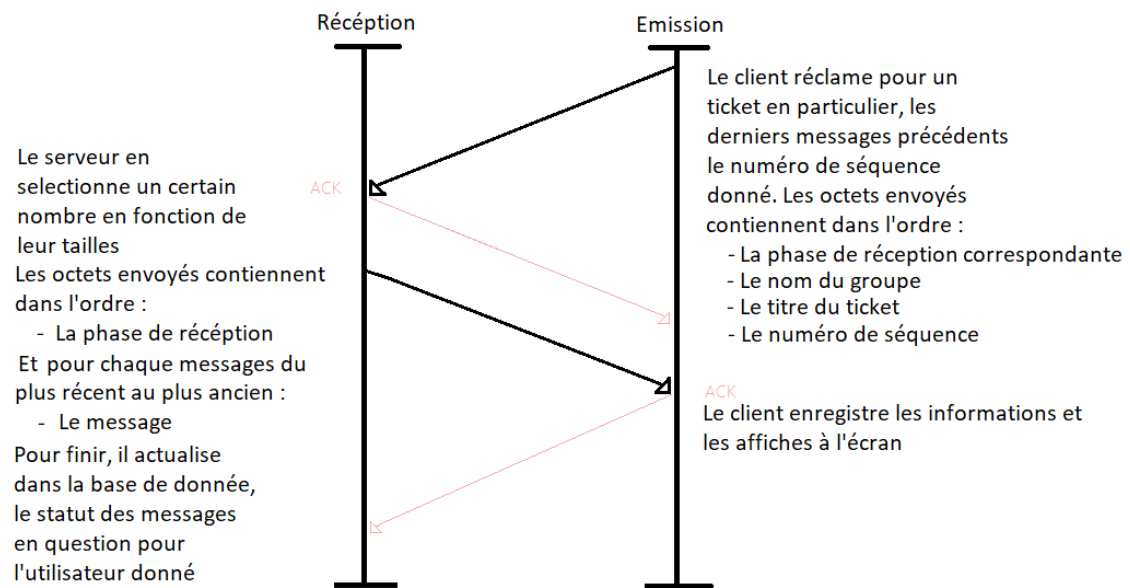 Récéption
Emission
Le client réclame pour un
ticket en particulier, les
derniers messages précédents
le numéro de séquence
donné. Les octets envoyés
contiennent dans l'ordre :
- La phase de réception correspondante
- Le nom du groupe
- Le titre du ticket
- Le numéro de séquence
Le serveur en
selectionne un certain
nombre en fonction de
leur tailles
ACK
Les octets envoyés contiennent
dans l'ordre :
- La phase de récéption
Et pour chaque messages du
plus récent au plus ancien :
- Le message
Pour finir, il actualise
dans la base de donnée,
le statut des messages
en question pour
l'utilisateur donné
ACK
Le client enregistre les informations et
les affiches à l'écran